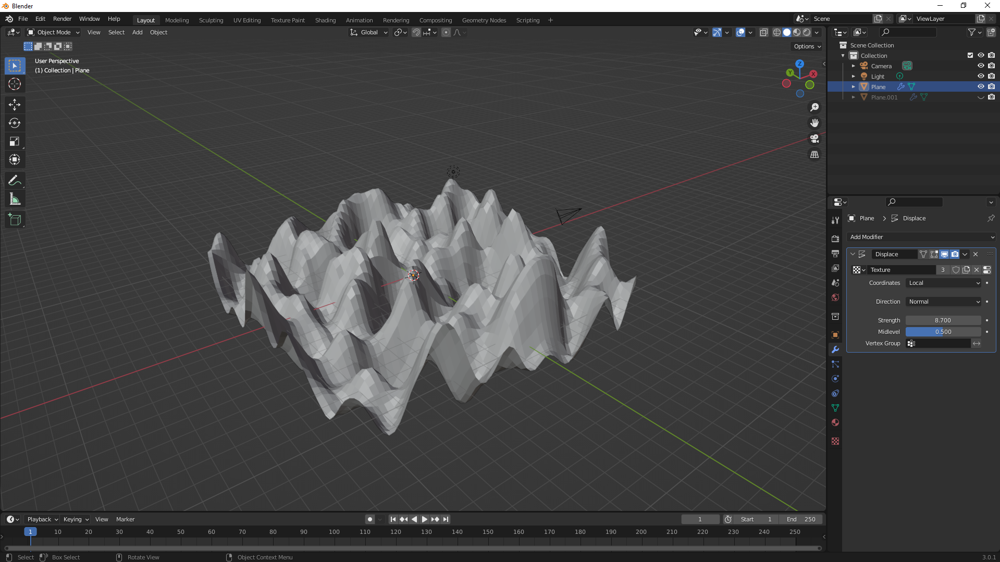 Blender
File Edit Render Window Help
Layout Modeling Sculpting UV Editing Texture Paint Shading Animation Rendering Compositing Geometry Nodes Scripting +
Scene
ViewLayer
Object Mode View Select Add Object
Global
Options
User Perspective
(1) Collection | Plane
Z
Y
X
Scene Collection
Collection
Camera
Light
Plane
Plane.001
Plane > Displace
Add Modifier
Displace
Texture 3
Coordinates Local
Direction Normal
Strength 8.700
Midlevel 0.500
Vertex Group
Playback Keying View Marker
1 Start 1 End 250
1 10 20 30 40 50 60 70 80 90 100 110 120 130 140 150 160 170 180 190 200 210 220 230 240 250
Select Box Select Rotate View Object Context Menu
3.0.1